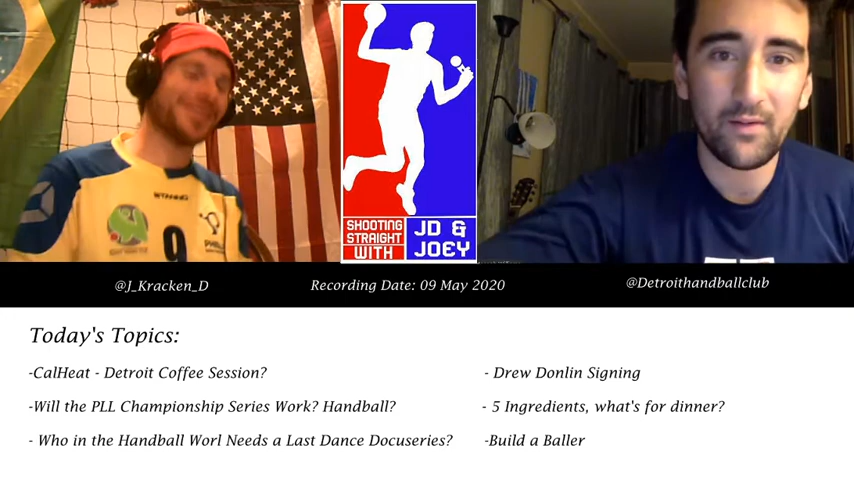 WINNING
9
SHOOTING
STRAIGHT
WITH
JD &
JOEY
@J_Kracken_D
Recording Date: 09 May 2020
@Detroithandballclub
Today's Topics:
-CalHeat - Detroit Coffee Session?
- Drew Donlin Signing
-Will the PLL Championship Series Work? Handball?
- 5 Ingredients, what's for dinner?
- Who in the Handball Worl Needs a Last Dance Docuseries?
-Build a Baller